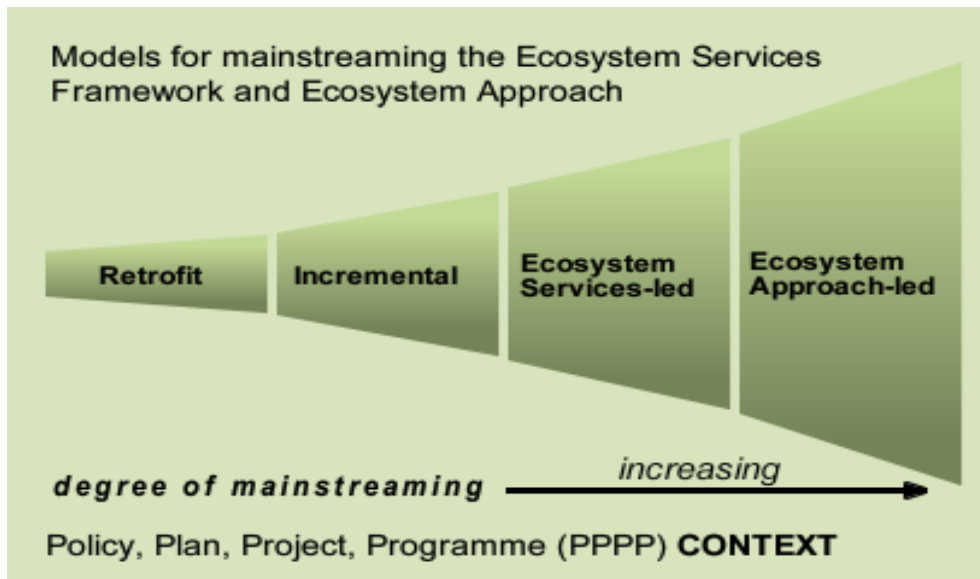 Models for mainstreaming the Ecosystem Services
Framework and Ecosystem Approach
Retrofit
Incremental
Ecosystem
Services-led
Ecosystem
Approach-led
degree of mainstreaming
increasing
Policy, Plan, Project, Programme (PPPP) CONTEXT